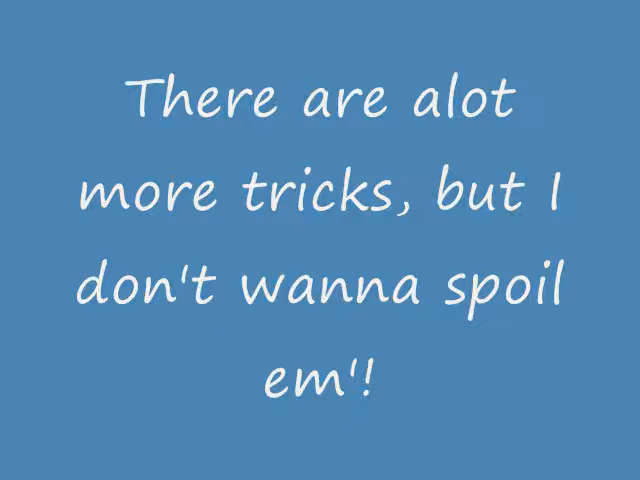 There are alot
more tricks, but I
don't wanna spoil
em'!